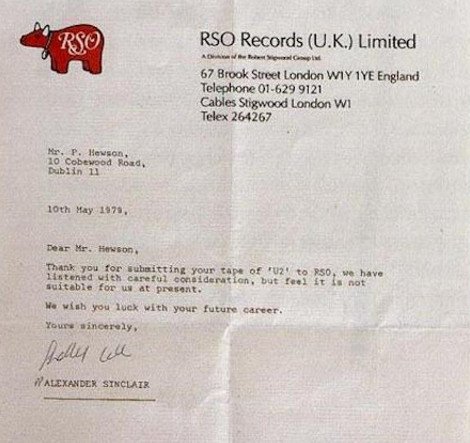 RSO
RSO Records (U.K.) Limited
A Division of the Robert Stigwood Group Ltd.
67 Brook Street London W1Y 1YE England
Telephone 01-629 9121
Cables Stigwood London W1
Telex 264267
Mr. P. Hewson,
10 Cobewood Road,
Dublin 11
10th May 1979,
Dear Mr. Hewson,
Thank you for submitting your tape of 'U2' to RSO, we have
listened with careful consideration, but feel it is not
suitable for us at present.
We wish you luck with your future career.
Yours sincerely,
ALEXANDER SINCLAIR